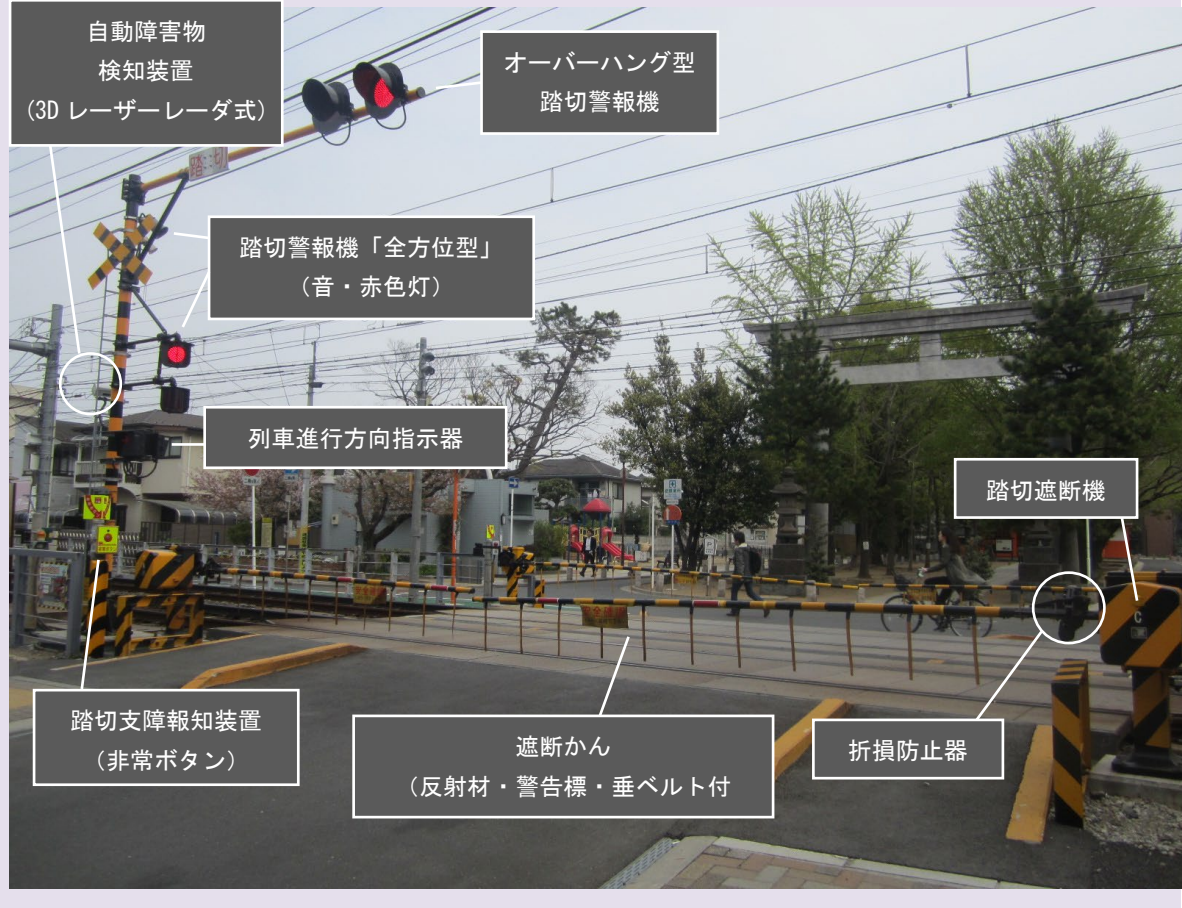 自動障害物
検知装置
(3D レーザーレーダ式)
オーバーハング型
踏切警報機
踏切
踏切警報機「全方位型」
(音・赤色灯)
列車進行方向指示器
踏切遮断機
C
踏切支障報知装置
(非常ボタン)
遮断かん
(反射材・警告標・垂ベルト付
折損防止器